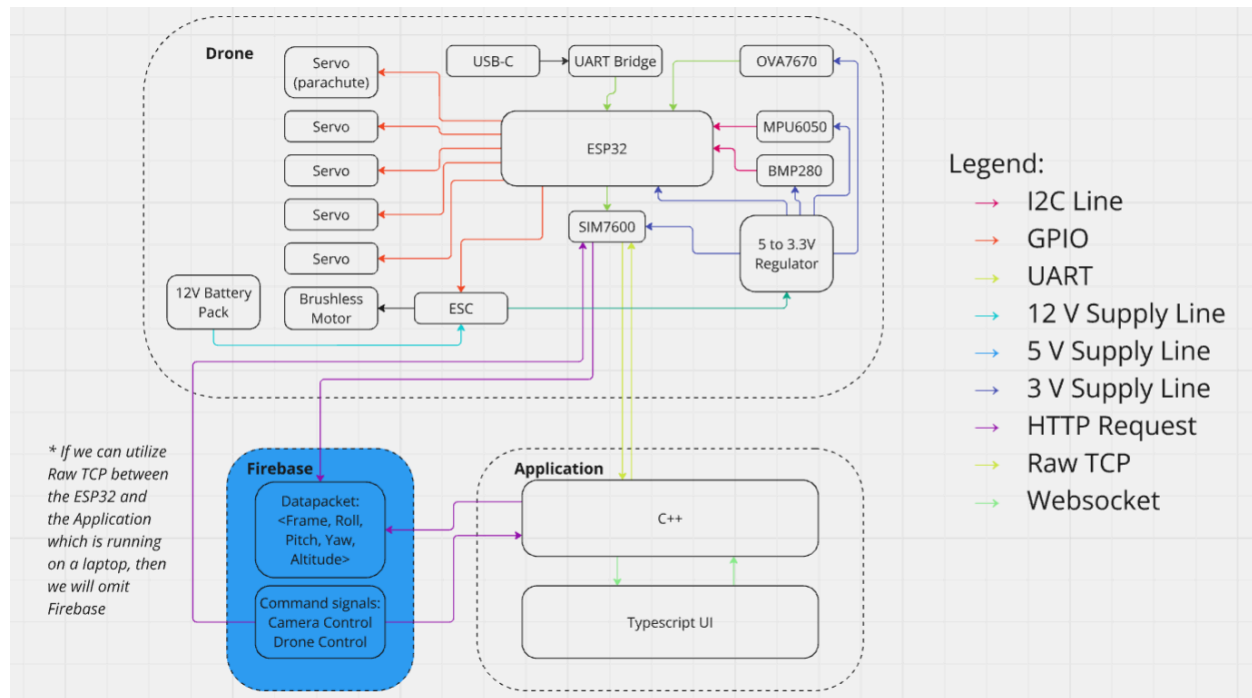 Drone
Servo
(parachute)
USB-C
UART Bridge
OVA7670
Servo
ESP32
MPU6050
Servo
BMP280
Servo
SIM7600
Servo
5 to 3.3V
Regulator
12V Battery
Pack
Brushless
Motor
ESC
Legend:
I2C Line
GPIO
UART
12 V Supply Line
5 V Supply Line
3 V Supply Line
HTTP Request
Raw TCP
Websocket
* If we can utilize
Raw TCP between
the ESP32 and
the Application
which is running
on a laptop, then
we will omit
Firebase
Firebase
Datapacket:
<Frame, Roll,
Pitch, Yaw,
Altitude>
Command signals:
Camera Control
Drone Control
Application
C++
Typescript UI